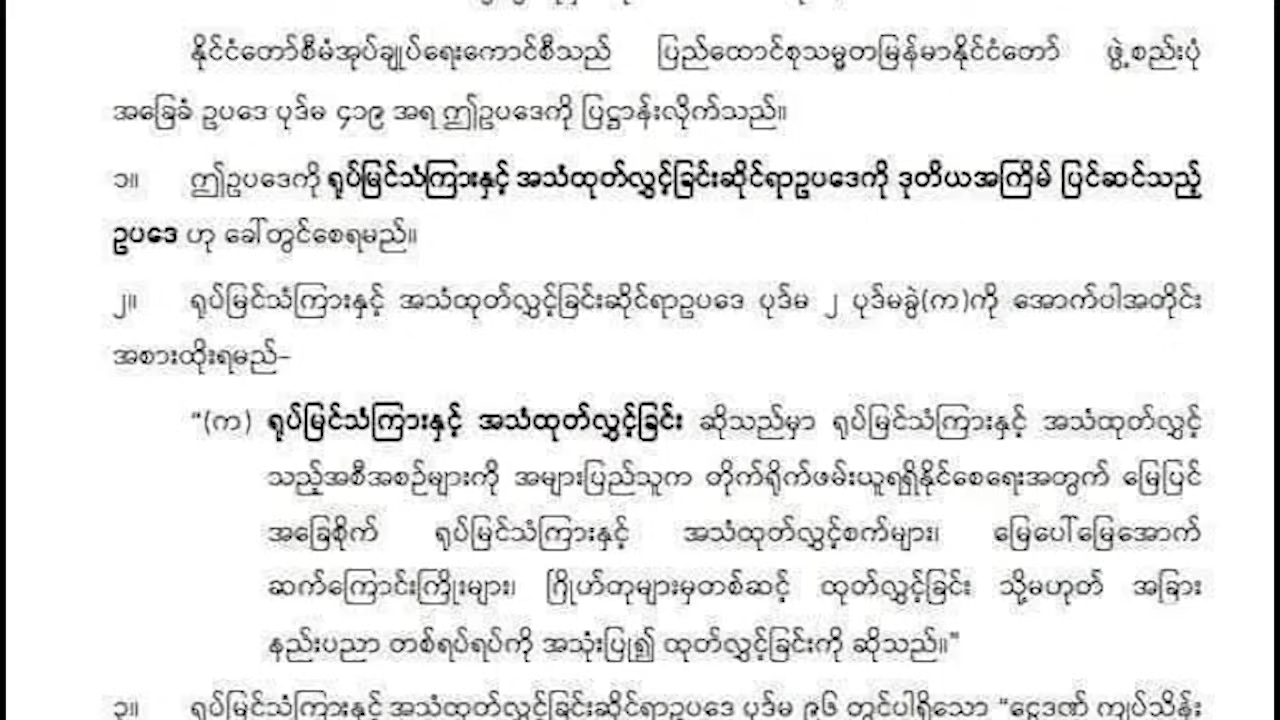 နိုင်ငံတော်စီမံအုပ်ချုပ်ရေးကောင်စီသည် ပြည်ထောင်စုသမ္မတမြန်မာနိုင်ငံတော် ဖွဲ့စည်းပုံ
အခြေခံ ဥပဒေ ပုဒ်မ ၄၁၉ အရ ဤဥပဒေကို ပြဋ္ဌာန်းလိုက်သည်။
၁။ ဤဥပဒေကို ရုပ်မြင်သံကြားနှင့် အသံထုတ်လွှင့်ခြင်းဆိုင်ရာဥပဒေကို ဒုတိယအကြိမ် ပြင်ဆင်သည့်
ဥပဒေ ဟု ခေါ်တွင်စေရမည်။
၂။ ရုပ်မြင်သံကြားနှင့် အသံထုတ်လွှင့်ခြင်းဆိုင်ရာဥပဒေ ပုဒ်မ ၂ ပုဒ်မခွဲ(က)ကို အောက်ပါအတိုင်း
အစားထိုးရမည်-
"(က) ရုပ်မြင်သံကြားနှင့် အသံထုတ်လွှင့်ခြင်း ဆိုသည်မှာ ရုပ်မြင်သံကြားနှင့် အသံထုတ်လွှင့်
သည့်အစီအစဉ်များကို အများပြည်သူက တိုက်ရိုက်ဖမ်းယူရရှိနိုင်စေရေးအတွက် မြေပြင်
အခြေစိုက် ရုပ်မြင်သံကြားနှင့် အသံထုတ်လွှင့်စက်များ၊ မြေပေါ်မြေအောက်
ဆက်ကြောင်းကြိုးများ၊ ဂြိုဟ်တုများမှတစ်ဆင့် ထုတ်လွှင့်ခြင်း သို့မဟုတ် အခြား
နည်းပညာ တစ်ရပ်ရပ်ကို အသုံးပြု၍ ထုတ်လွှင့်ခြင်းကို ဆိုသည်။"
၃။ ရုပ်မြင်သံကြားနှင့် အသံထုတ်လွှင့်ခြင်းဆိုင်ရာဥပဒေ ပုဒ်မ ၉၆ တွင်ပါရှိသော "ငွေဒဏ် ကျပ်သိန်း